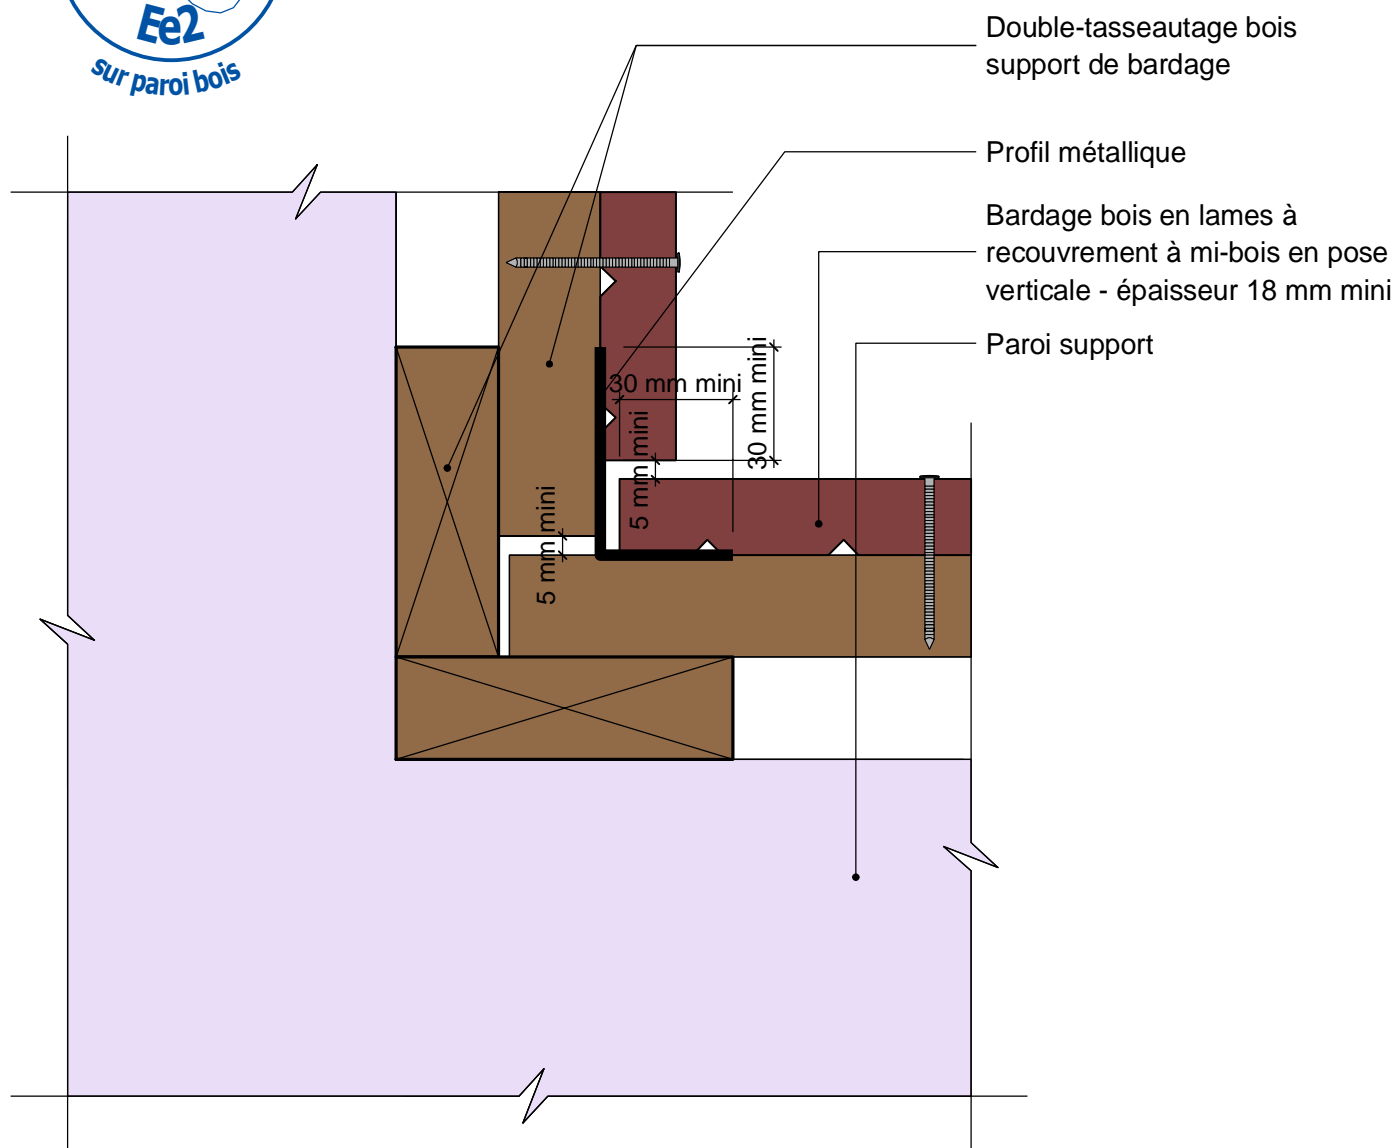 Ee2
sur paroi bois
Double-tasseautage bois
support de bardage
Profil métallique
Bardage bois en lames à
recouvrement à mi-bois en pose
verticale - épaisseur 18 mm mini
Paroi support
30 mm mini
30 mm mini
5 mm mini
5 mm mini